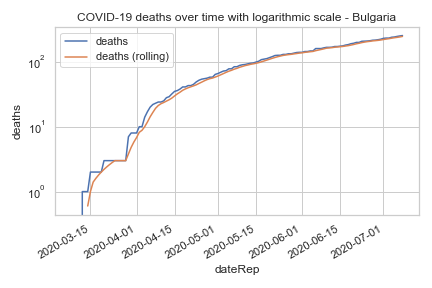 COVID-19 deaths over time with logarithmic scale - Bulgaria
deaths
deaths (rolling)
10²
10¹
10⁰
deaths
2020-03-15
2020-04-01
2020-04-15
2020-05-01
2020-05-15
2020-06-01
2020-06-15
2020-07-01
dateRep